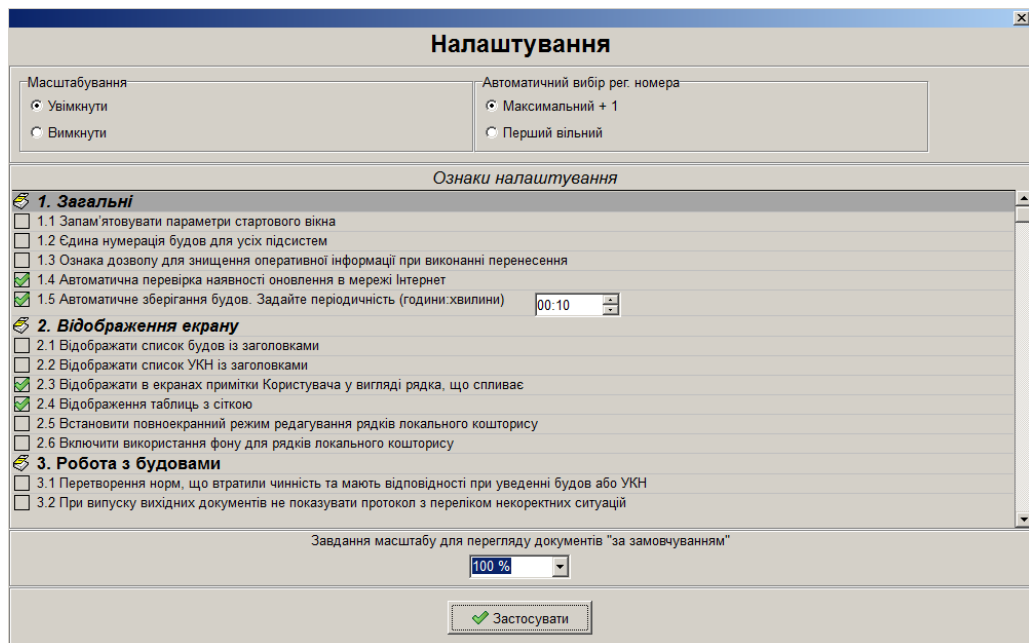 Налаштування
Масштабування
Автоматичний вибір рег. номера
Увімкнути
Максимальний + 1
Вимкнути
Перший вільний
Ознаки налаштування
1. Загальні
1.1 Запам'ятовувати параметри стартового вікна
1.2 Єдина нумерація будов для усіх підсистем
1.3 Ознака дозволу для знищення оперативної інформації при виконанні перенесення
1.4 Автоматична перевірка наявності оновлення в мережі Інтернет
1.5 Автоматичне зберігання будов. Задайте періодичність (години:хвилини) 00:10
2. Відображення екрану
2.1 Відображати список будов із заголовками
2.2 Відображати список УКН із заголовками
2.3 Відображати в екранах примітки Користувача у вигляді рядка, що спливає
2.4 Відображення таблиць з сіткою
2.5 Встановити повноекранний режим редагування рядків локального кошторису
2.6 Включити використання фону для рядків локального кошторису
3. Робота з будовами
3.1 Перетворення норм, що втратили чинність та мають відповідності при уведенні будов або УКН
3.2 При випуску вихідних документів не показувати протокол з переліком некоректних ситуацій
Завдання масштабу для перегляду документів "за замовчуванням"
100 %
Застосувати